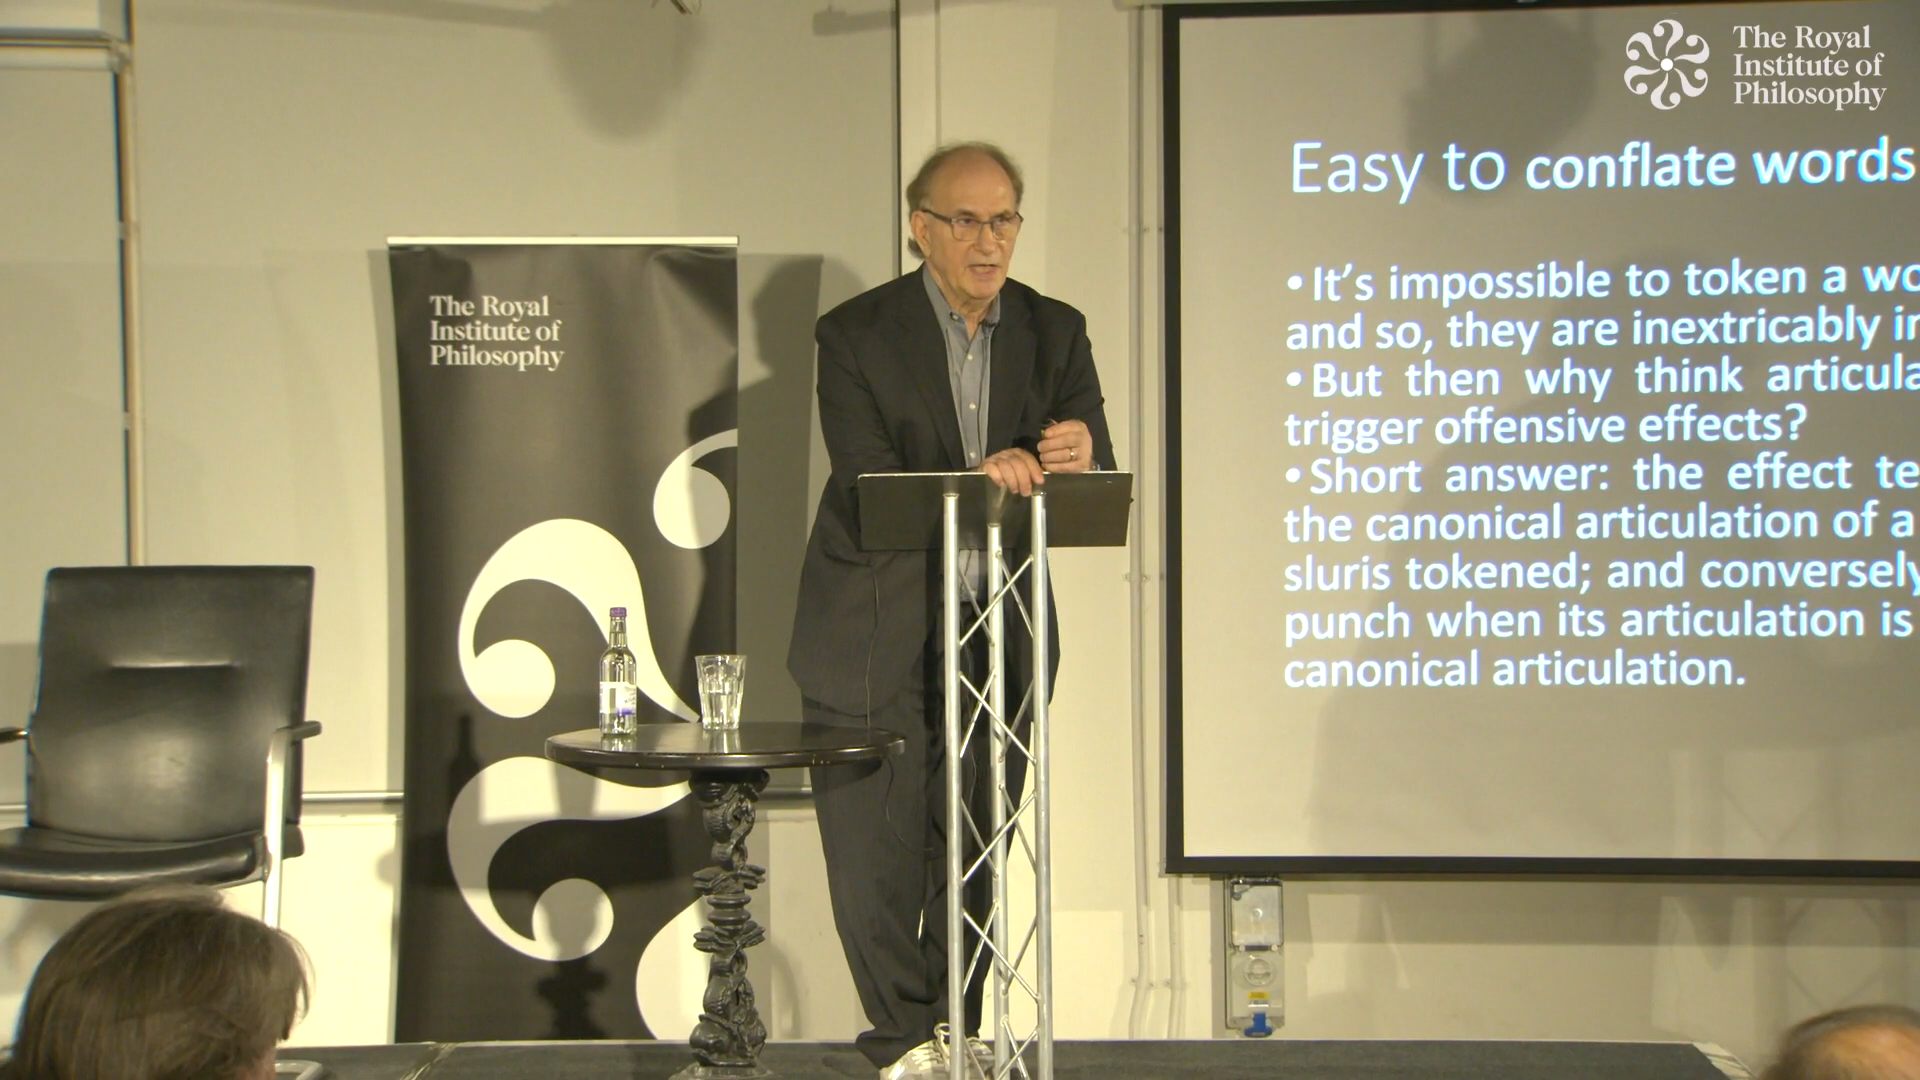 The Royal
Institute of
Philosophy
The Royal
Institute of
Philosophy
Easy to conflate words
• It's impossible to token a wo
and so, they are inextricably in
• But then why think articula
trigger offensive effects?
• Short answer: the effect te
the canonical articulation of a
sluris tokened; and conversely
punch when its articulation is
canonical articulation.